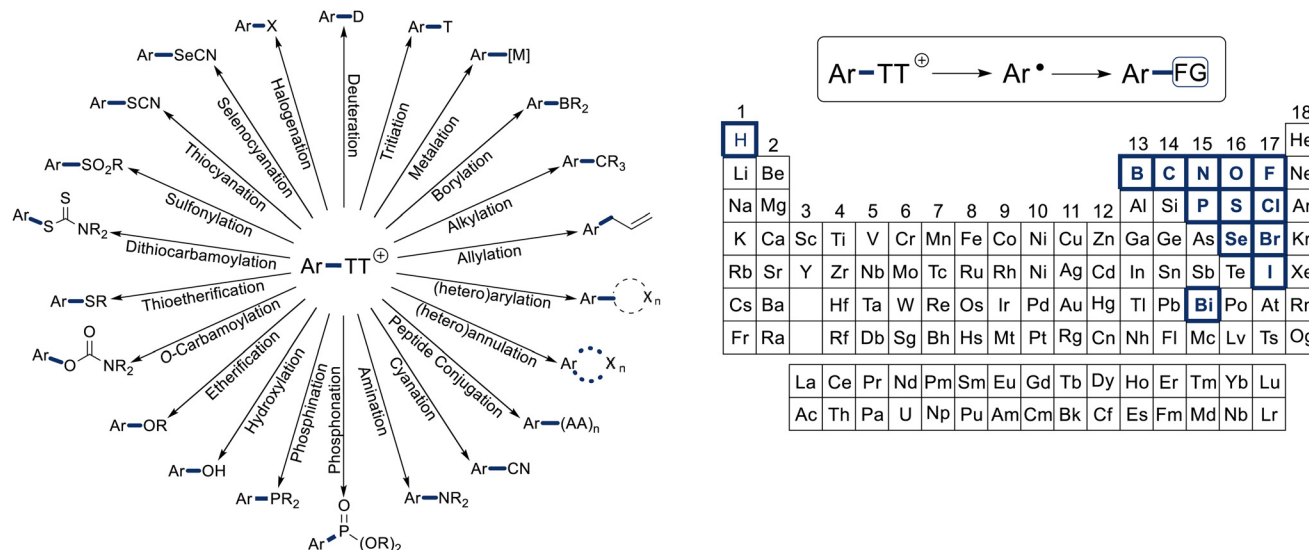 Ar–D
Deuteration
Ar–T
Tritiation
Ar–[M]
Metalation
Ar–BR2
Borylation
Ar–CR3
Alkylation
Ar
Allylation
Ar Xn
(hetero)arylation
Ar Xn
(hetero)annulation
Ar–(AA)n
Peptide Conjugation
Ar–CN
Cyanation
Ar–NR2
Amination
O
Ar P (OR)2
Phosphonation
Ar–PR2
Phosphination
Ar–OH
Hydroxylation
Ar–OR
Etherification
O
Ar O NR2
O-Carbamoylation
Ar–SR
Thioetherification
S
Ar S NR2
Dithiocarbamoylation
Ar–SO2R
Sulfonylation
Ar–SCN
Thiocyanation
Ar–SeCN
Selenocyanation
Ar–X
Halogenation
Ar–TT⊕
Ar–TT⊕ → Ar• → Ar–FG
1 18
H 2 13 14 15 16 17 He
Li Be B C N O F Ne
Na Mg 3 4 5 6 7 8 9 10 11 12 Al Si P S Cl Ar
K Ca Sc Ti V Cr Mn Fe Co Ni Cu Zn Ga Ge As Se Br Kr
Rb Sr Y Zr Nb Mo Tc Ru Rh Ni Ag Cd In Sn Sb Te I Xe
Cs Ba Hf Ta W Re Os Ir Pd Au Hg Tl Pb Bi Po At Rn
Fr Ra Rf Db Sg Bh Hs Mt Pt Rg Cn Nh Fl Mc Lv Ts Og
La Ce Pr Nd Pm Sm Eu Gd Tb Dy Ho Er Tm Yb Lu
Ac Th Pa U Np Pu Am Cm Bk Cf Es Fm Md Nb Lr